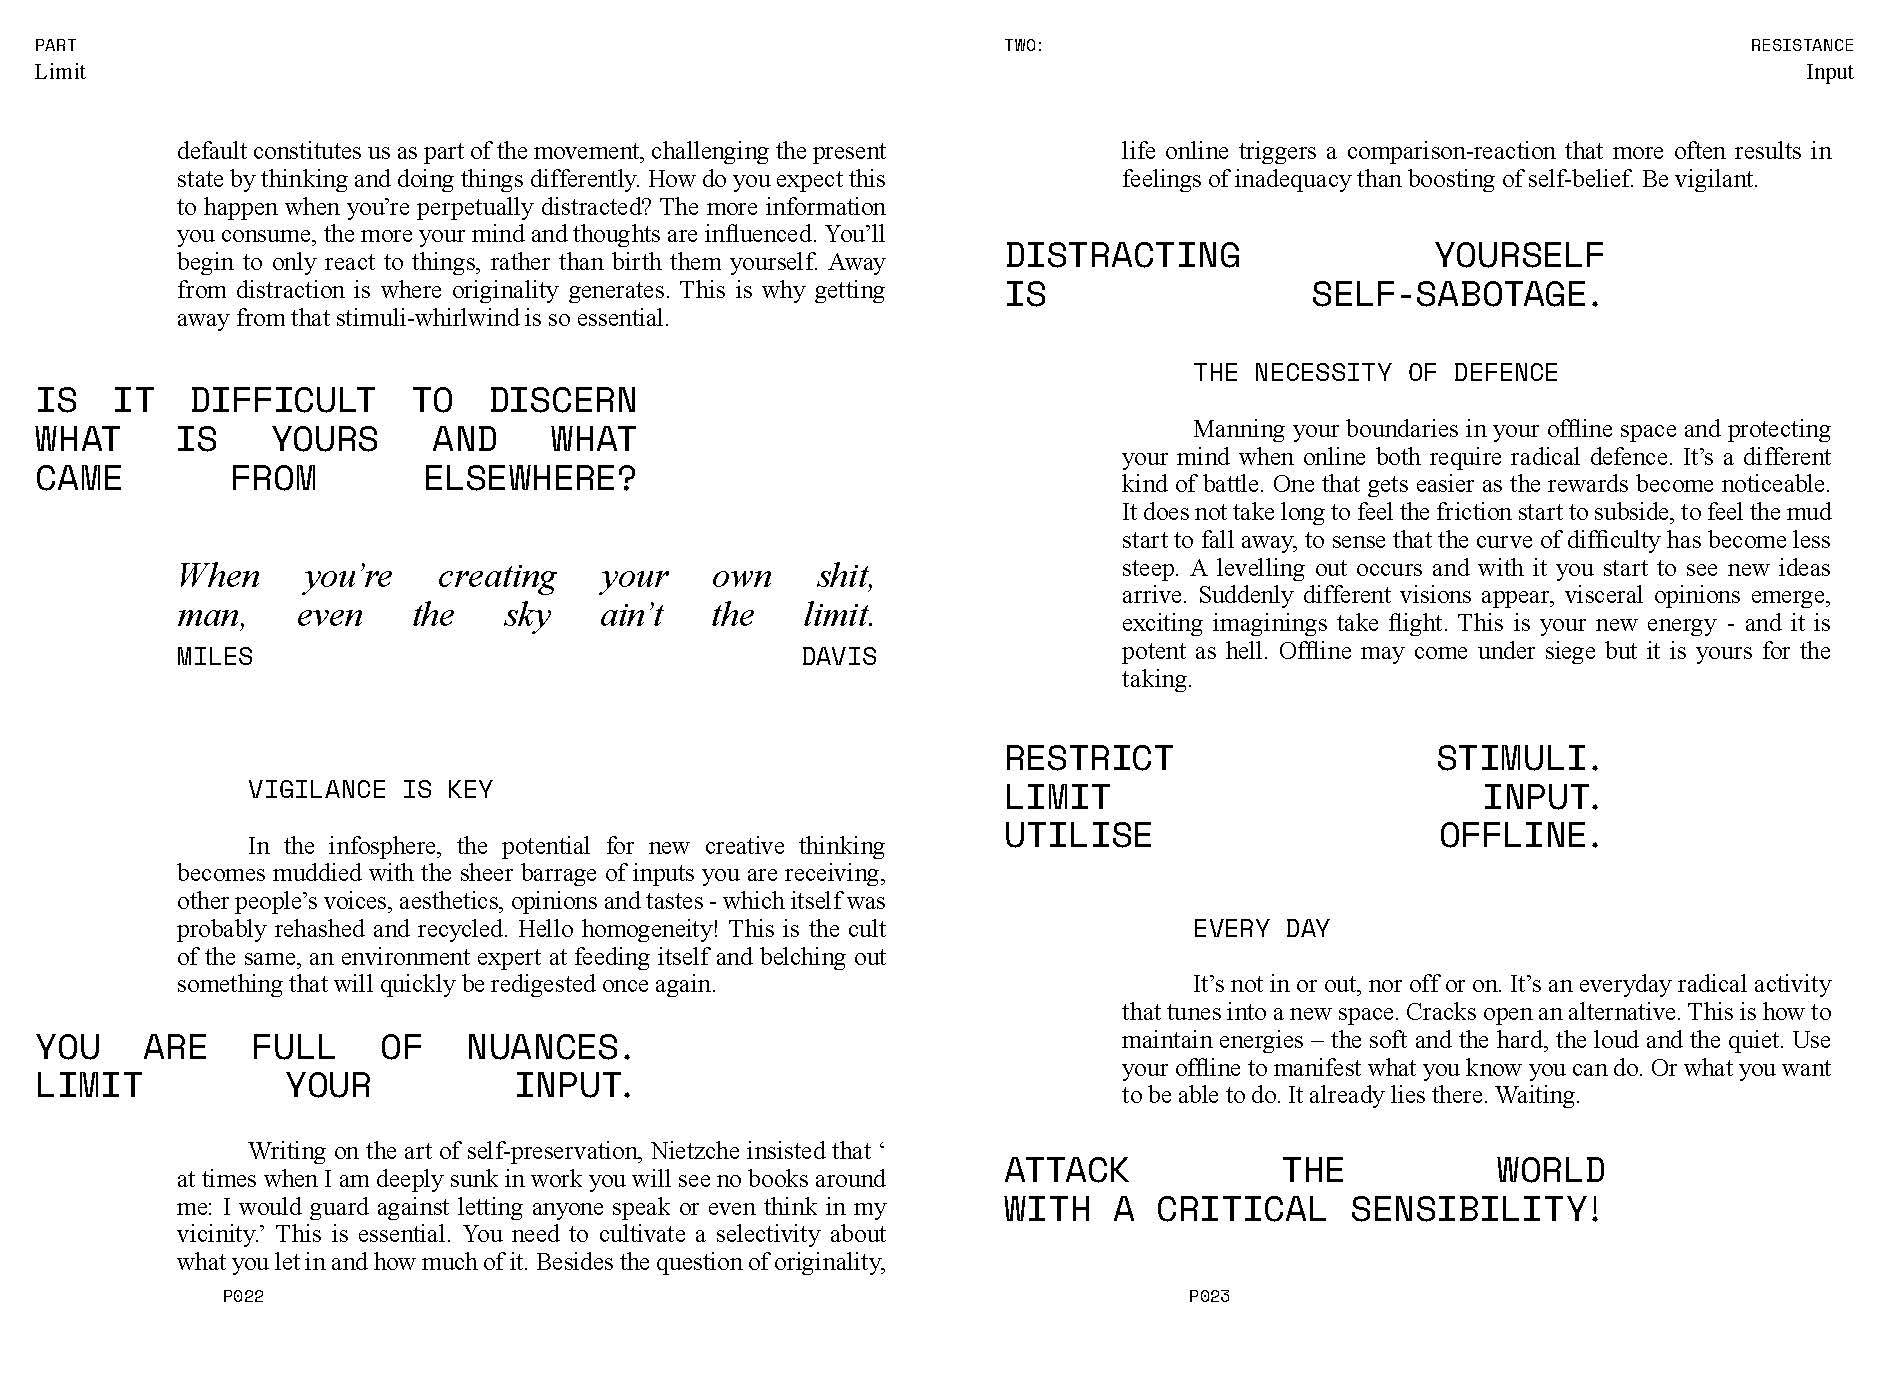 PART
Limit
default constitutes us as part of the movement, challenging the present
state by thinking and doing things differently. How do you expect this
to happen when you’re perpetually distracted? The more information
you consume, the more your mind and thoughts are influenced. You’ll
begin to only react to things, rather than birth them yourself. Away
from distraction is where originality generates. This is why getting
away from that stimuli-whirlwind is so essential.
IS IT DIFFICULT TO DISCERN
WHAT IS YOURS AND WHAT
CAME FROM ELSEWHERE?
When you’re creating your own shit,
man, even the sky ain’t the limit.
MILES DAVIS
VIGILANCE IS KEY
In the infosphere, the potential for new creative thinking
becomes muddied with the sheer barrage of inputs you are receiving,
other people’s voices, aesthetics, opinions and tastes - which itself was
probably rehashed and recycled. Hello homogeneity! This is the cult
of the same, an environment expert at feeding itself and belching out
something that will quickly be redigested once again.
YOU ARE FULL OF NUANCES.
LIMIT YOUR INPUT.
Writing on the art of self-preservation, Nietzche insisted that ‘
at times when I am deeply sunk in work you will see no books around
me: I would guard against letting anyone speak or even think in my
vicinity.’ This is essential. You need to cultivate a selectivity about
what you let in and how much of it. Besides the question of originality,
P022
TWO: RESISTANCE
Input
life online triggers a comparison-reaction that more often results in
feelings of inadequacy than boosting of self-belief. Be vigilant.
DISTRACTING YOURSELF
IS SELF-SABOTAGE.
THE NECESSITY OF DEFENCE
Manning your boundaries in your offline space and protecting
your mind when online both require radical defence. It’s a different
kind of battle. One that gets easier as the rewards become noticeable.
It does not take long to feel the friction start to subside, to feel the mud
start to fall away, to sense that the curve of difficulty has become less
steep. A levelling out occurs and with it you start to see new ideas
arrive. Suddenly different visions appear, visceral opinions emerge,
exciting imaginings take flight. This is your new energy - and it is
potent as hell. Offline may come under siege but it is yours for the
taking.
RESTRICT STIMULI.
LIMIT INPUT.
UTILISE OFFLINE.
EVERY DAY
It’s not in or out, nor off or on. It’s an everyday radical activity
that tunes into a new space. Cracks open an alternative. This is how to
maintain energies – the soft and the hard, the loud and the quiet. Use
your offline to manifest what you know you can do. Or what you want
to be able to do. It already lies there. Waiting.
ATTACK THE WORLD
WITH A CRITICAL SENSIBILITY!
P023